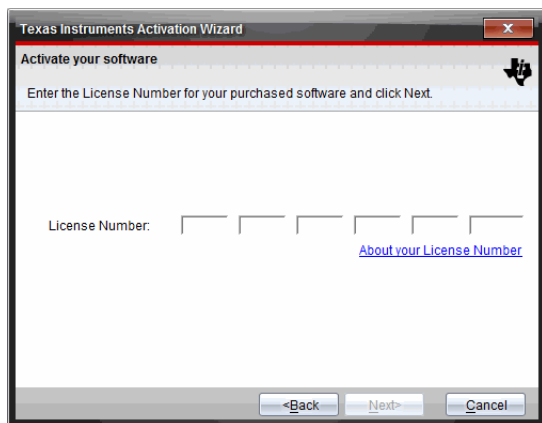 Texas Instruments Activation Wizard
Activate your software
Enter the License Number for your purchased software and click Next.
License Number:
About your License Number
<Back Next> Cancel